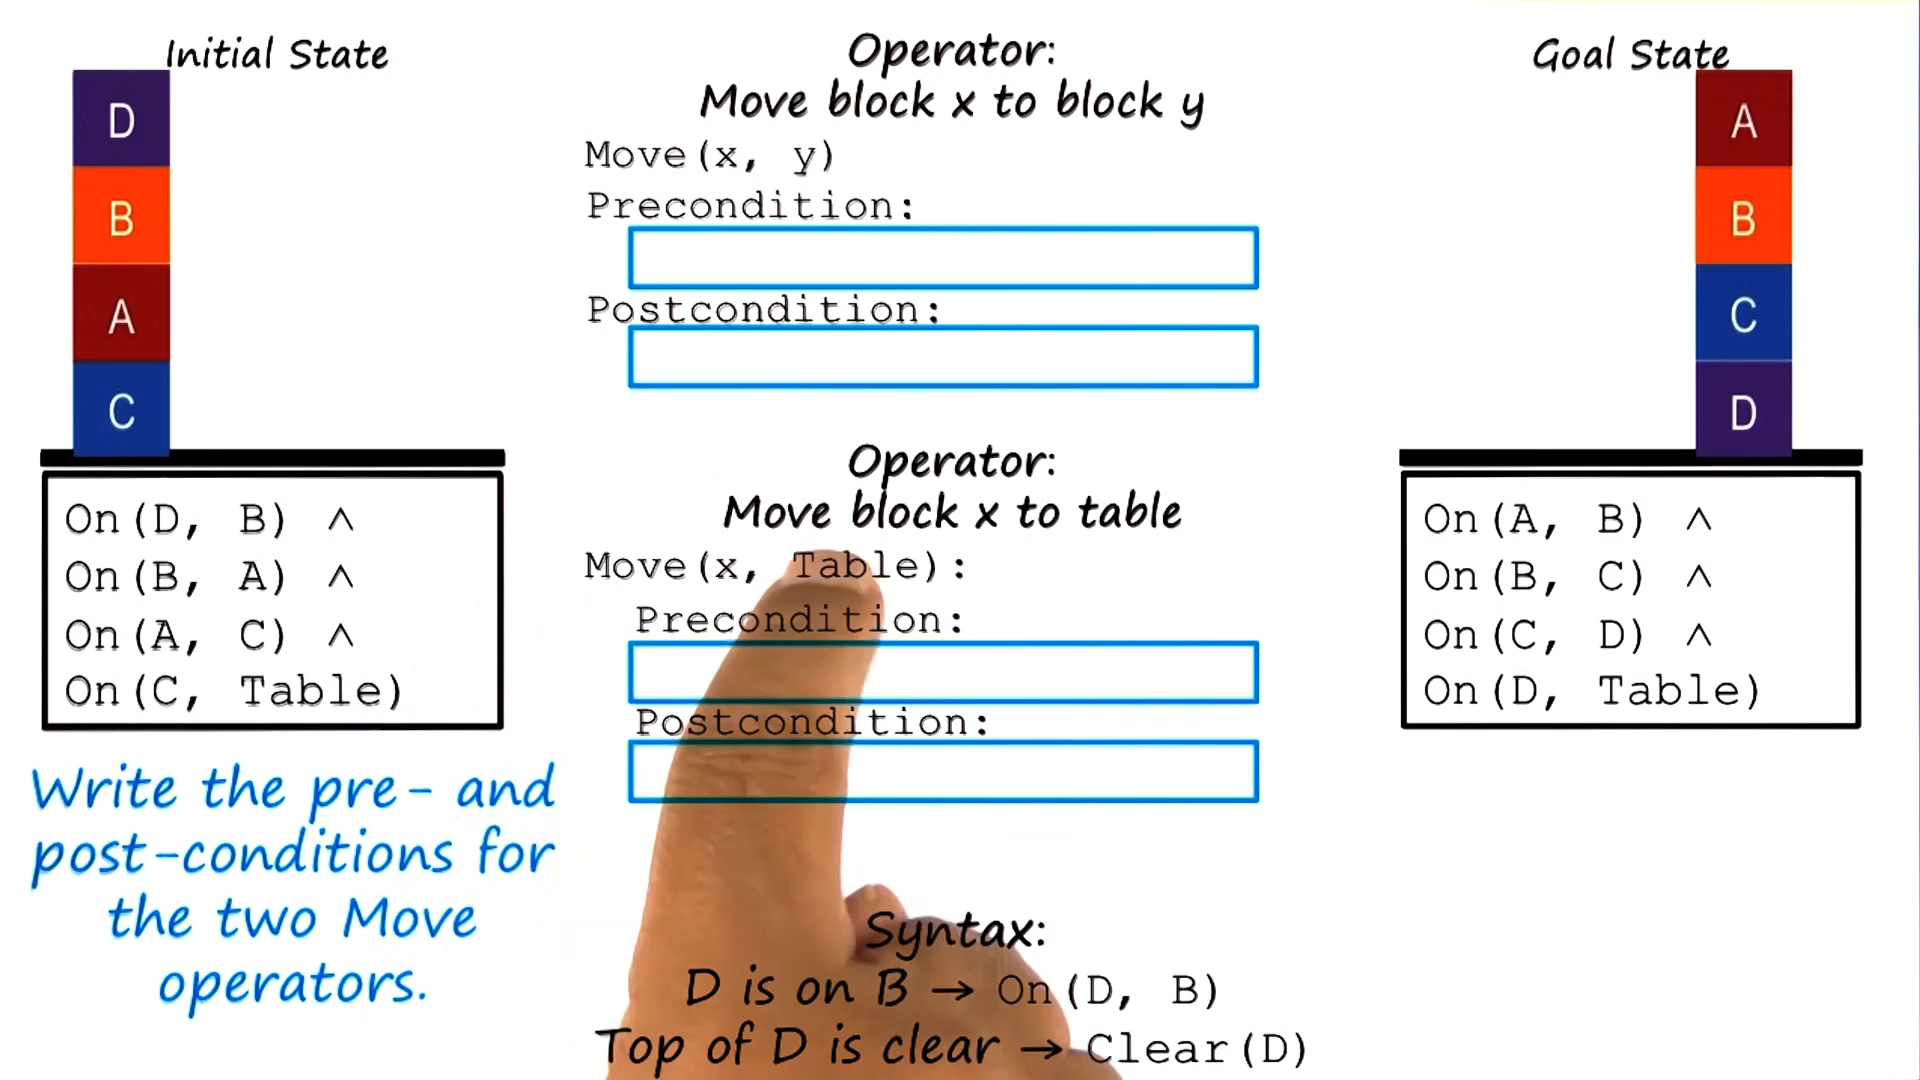 Initial State
D
B
A
C
On(D, B) ∧
On(B, A) ∧
On(A, C) ∧
On(C, Table)
Write the pre- and
post-conditions for
the two Move
operators.
Operator:
Move block x to block y
Move(x, y)
Precondition:
Postcondition:
Operator:
Move block x to table
Move(x, Table):
Precondition:
Postcondition:
Syntax:
D is on B → On(D, B)
Top of D is clear → Clear(D)
Goal State
A
B
C
D
On(A, B) ∧
On(B, C) ∧
On(C, D) ∧
On(D, Table)